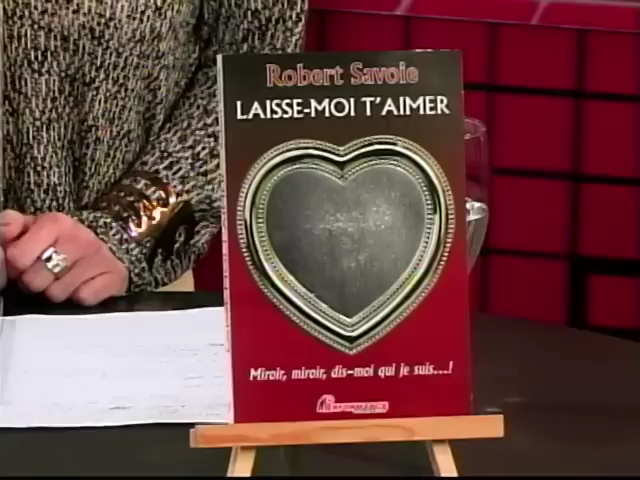 Robert Savoie
LAISSE-MOI T'AIMER
Miroir, miroir, dis-moi qui je suis...!